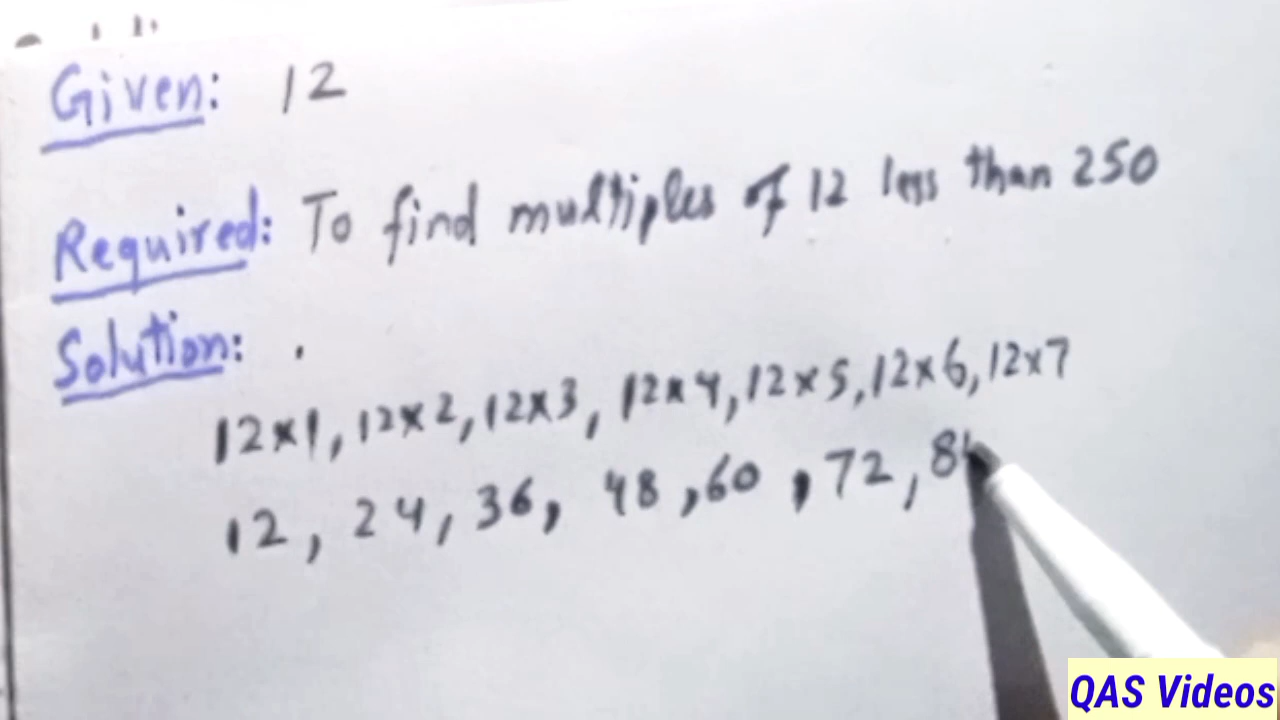 Given: 12
Required: To find multiples of 12 less than 250
Solution:
12×1, 12×2, 12×3, 12×4, 12×5, 12×6, 12×7
12, 24, 36, 48, 60, 72, 84
QAS Videos